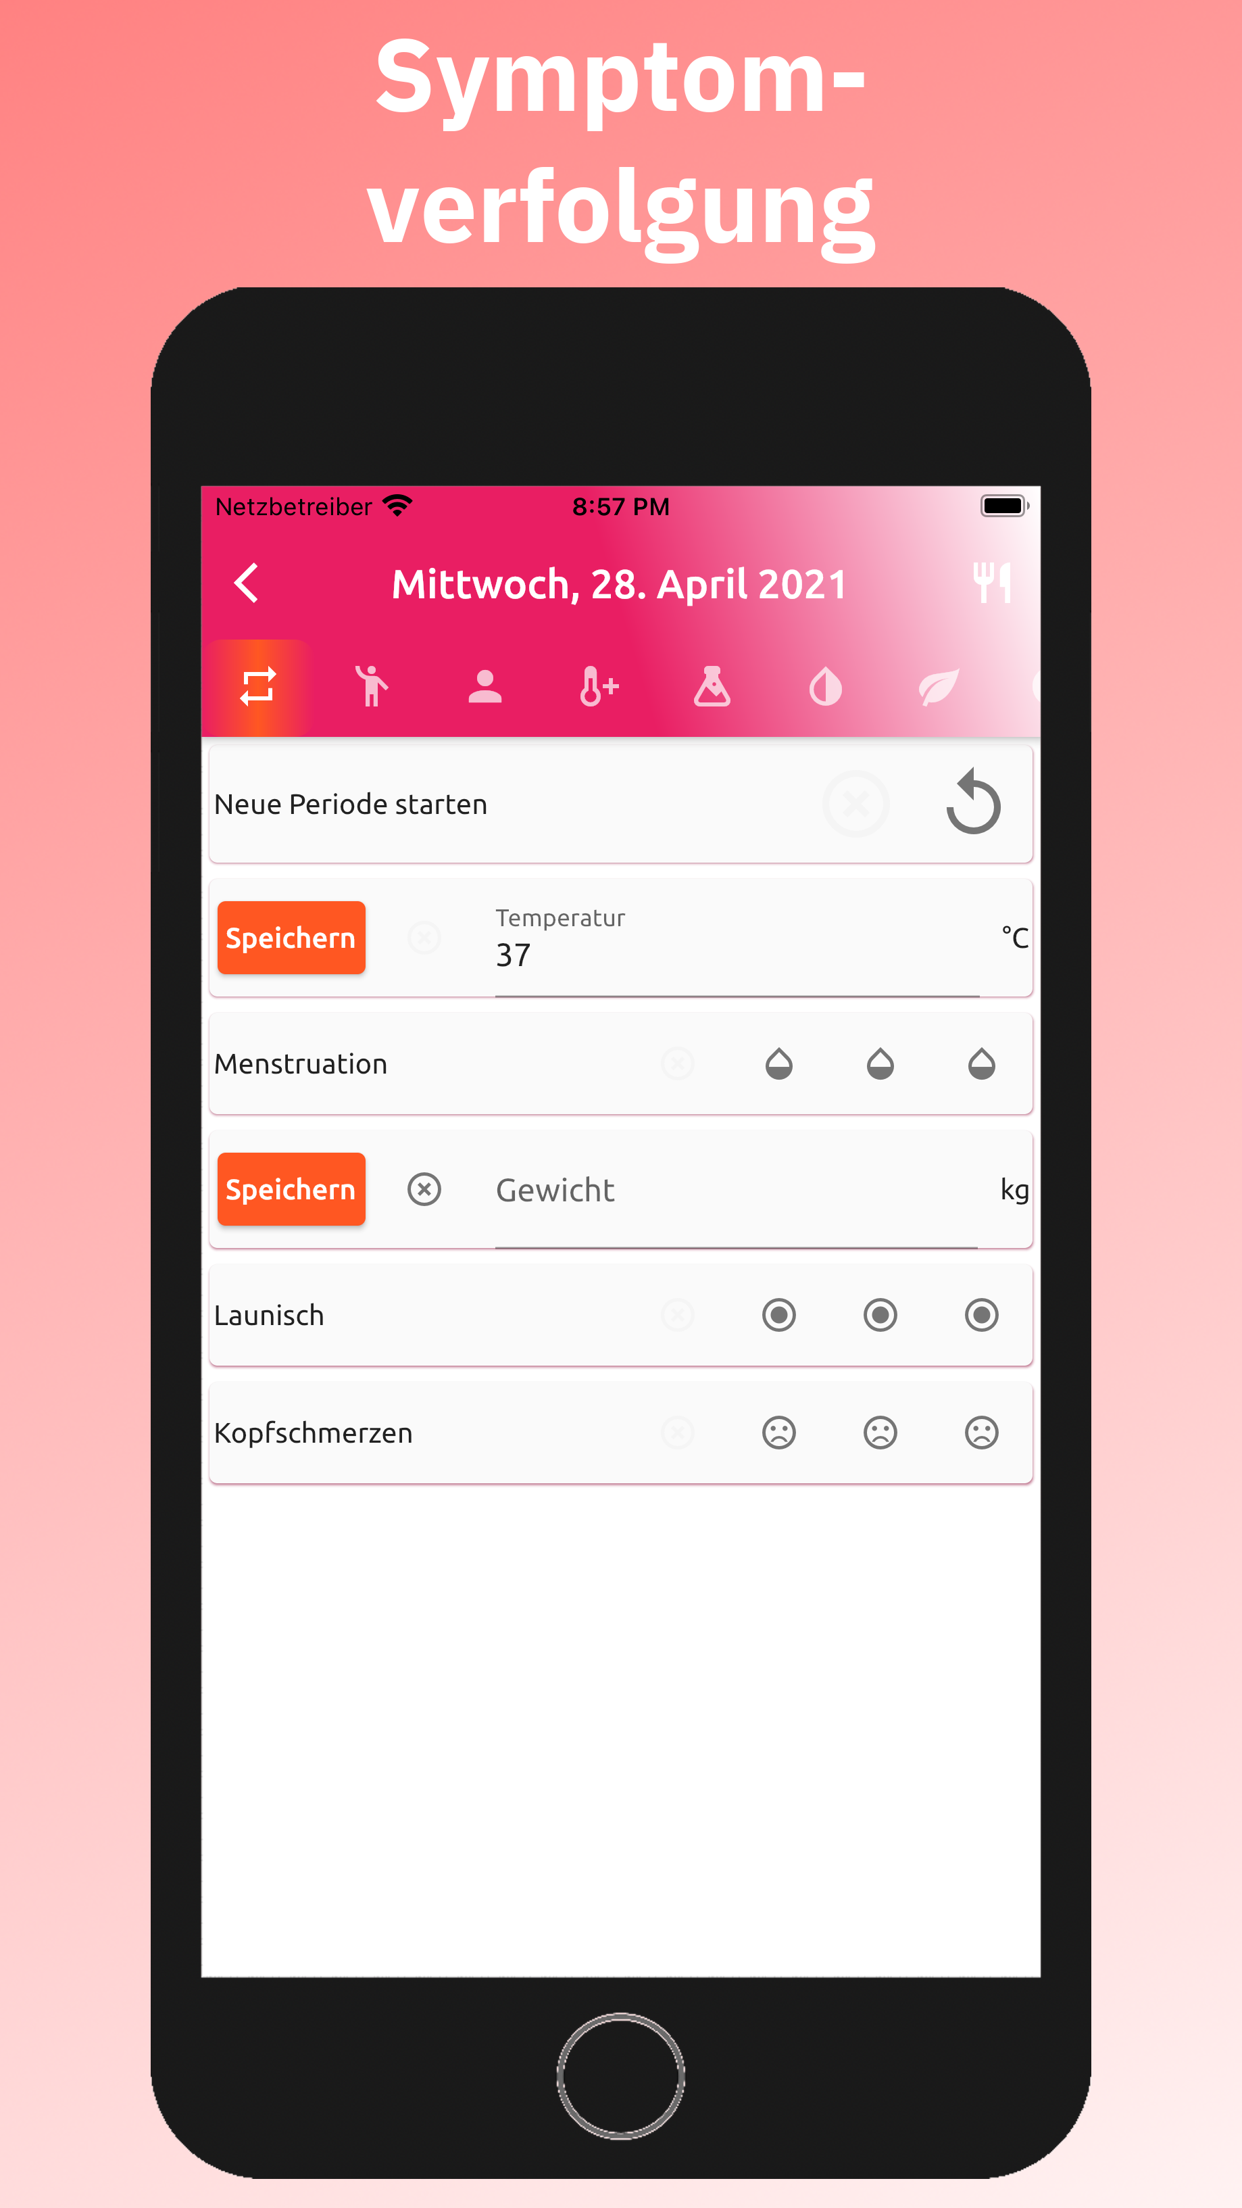 Symptom-
verfolgung
Netzbetreiber 8:57 PM
Mittwoch, 28. April 2021
Neue Periode starten
Speichern Temperatur 37 °C
Menstruation
Speichern Gewicht kg
Launisch
Kopfschmerzen